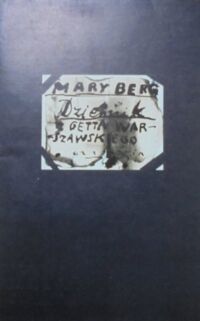 MARY BERG
Dziennik
Z GETTA WAR-
SZAWSKIEGO